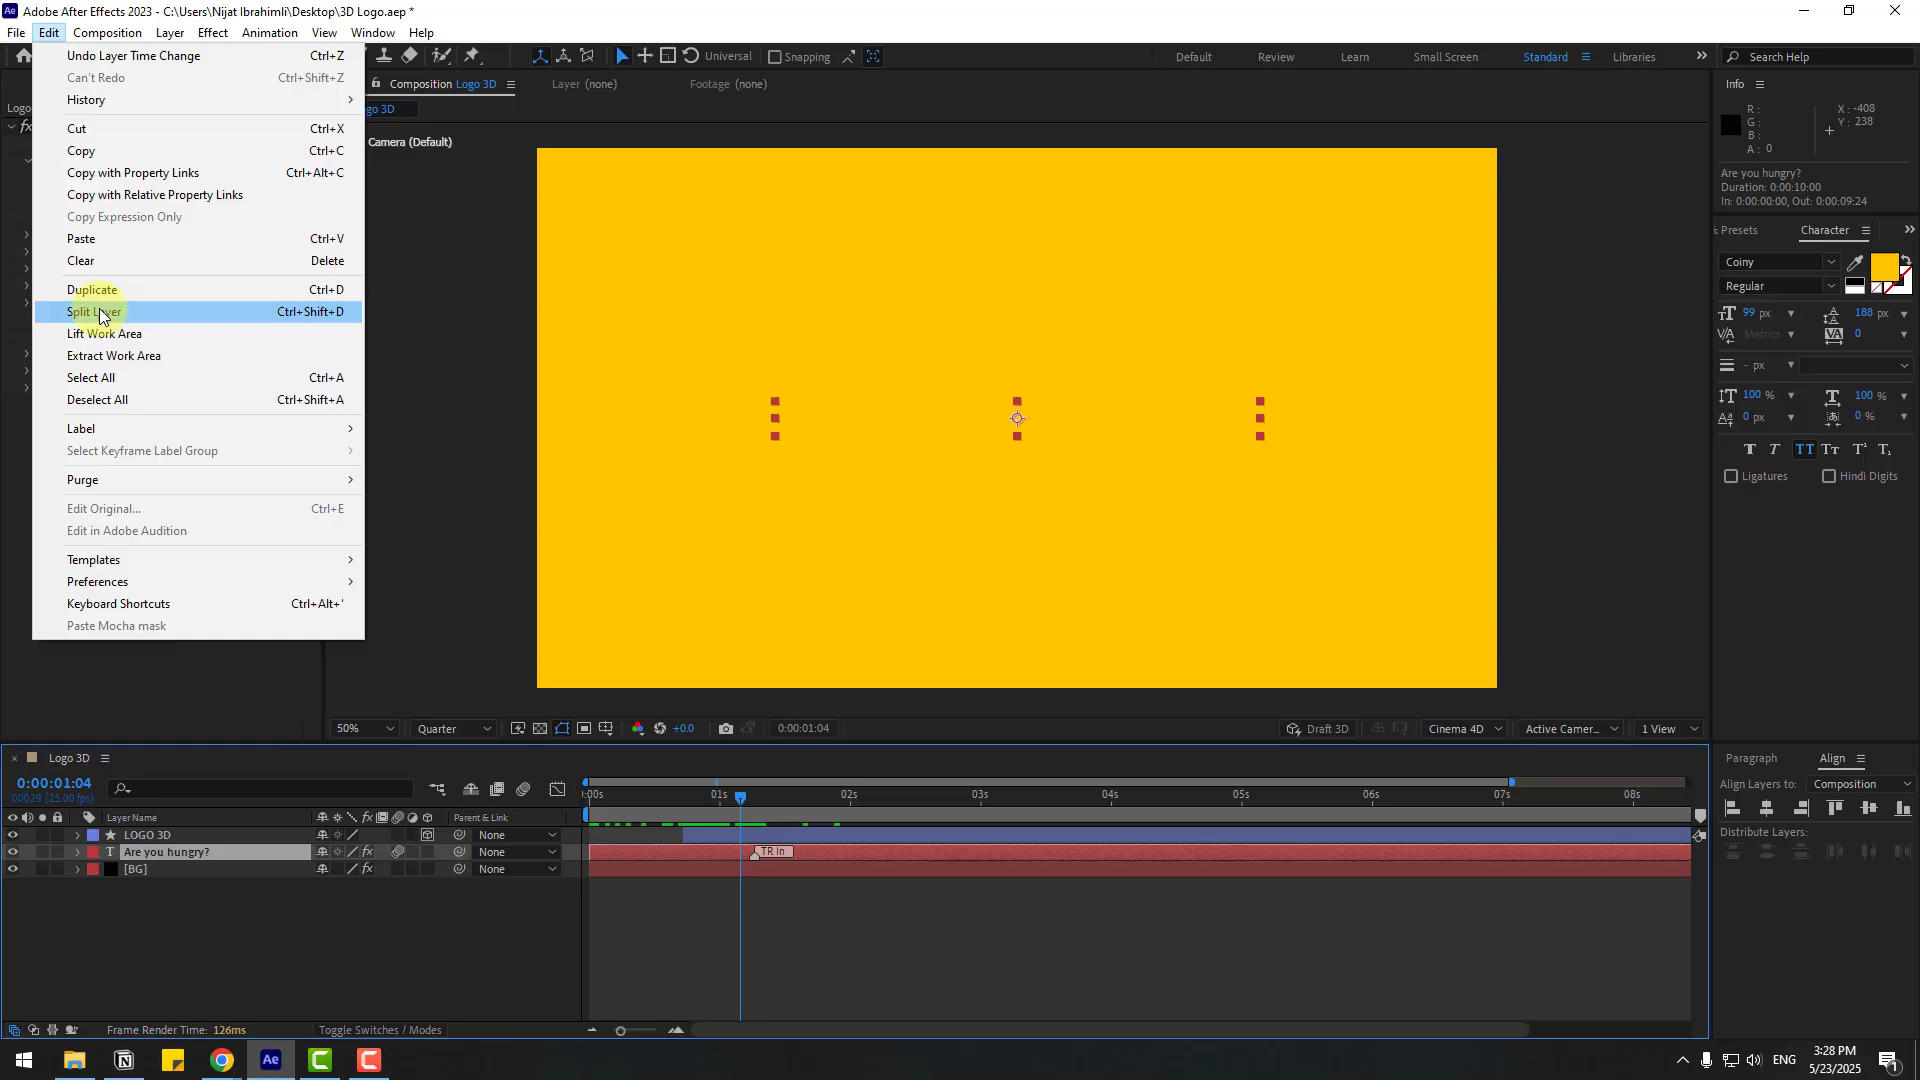 Adobe After Effects 2023 - C:\Users\Nijat Ibrahimli\Desktop\3D Logo.aep *
File Edit Composition Layer Effect Animation View Window Help
Universal Snapping Default Review Learn Small Screen Standard Libraries Search Help
Undo Layer Time Change Ctrl+Z
Can't Redo Ctrl+Shift+Z
History
Cut Ctrl+X
Copy Ctrl+C
Copy with Property Links Ctrl+Alt+C
Copy with Relative Property Links
Copy Expression Only
Paste Ctrl+V
Clear Delete
Duplicate Ctrl+D
Split Layer Ctrl+Shift+D
Lift Work Area
Extract Work Area
Select All Ctrl+A
Deselect All Ctrl+Shift+A
Label
Select Keyframe Label Group
Purge
Edit Original... Ctrl+E
Edit in Adobe Audition
Templates
Preferences
Keyboard Shortcuts Ctrl+Alt+'
Paste Mocha mask
Logo
fx
Composition Logo 3D Layer (none) Footage (none)
go 3D
Camera (Default)
Info
R :
G :
B :
A : 0
X : -408
Y : 238
Are you hungry?
Duration: 0:00:10:00
In: 0:00:00:00, Out: 0:00:09:24
& Presets Character
Coiny
Regular
99 px 188 px
Metrics 0
- px
100 % 100 %
0 px 0 %
Ligatures Hindi Digits
50% Quarter +0.0 0:00:01:04 Draft 3D Cinema 4D Active Camer... 1 View
Logo 3D
0:00:01:04
00029 (25.00 fps)
:00s 01s 02s 03s 04s 05s 06s 07s 08s
Layer Name Parent & Link
LOGO 3D None
T Are you hungry? None
TR In
[BG] None
Frame Render Time: 126ms Toggle Switches / Modes
Paragraph Align
Align Layers to: Composition
Distribute Layers:
Ae
ENG
3:28 PM
5/23/2025
1